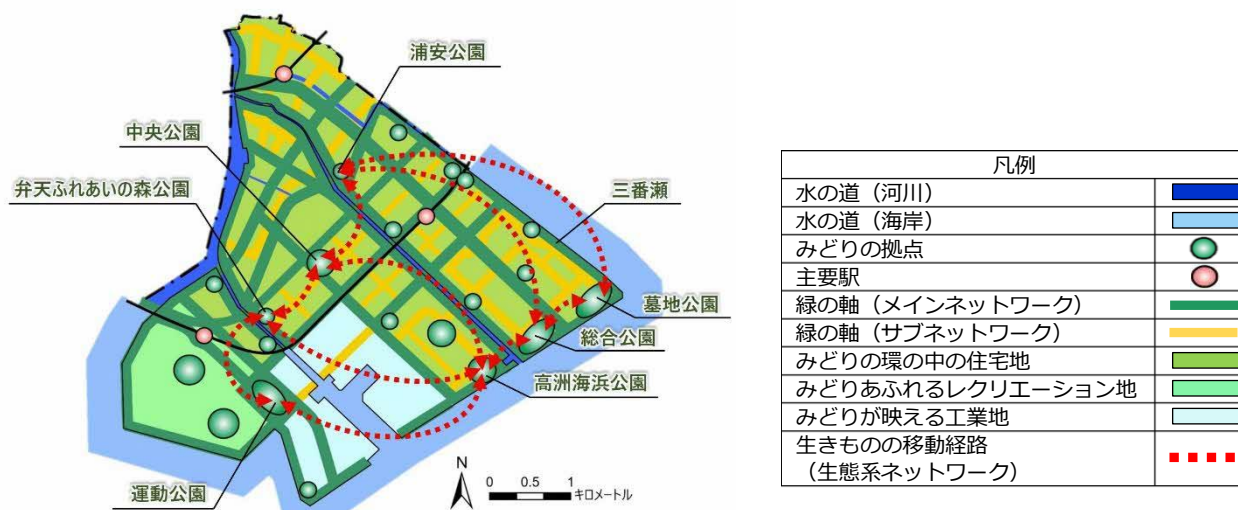 浦安公園
中央公園
弁天ふれあいの森公園
三番瀬
墓地公園
総合公園
高洲海浜公園
運動公園
N
0 0.5 1
キロメートル
凡例
水の道（河川）
水の道（海岸）
みどりの拠点
主要駅
緑の軸（メインネットワーク）
緑の軸（サブネットワーク）
みどりの環の中の住宅地
みどりあふれるレクリエーション地
みどりが映える工業地
生きものの移動経路
（生態系ネットワーク）